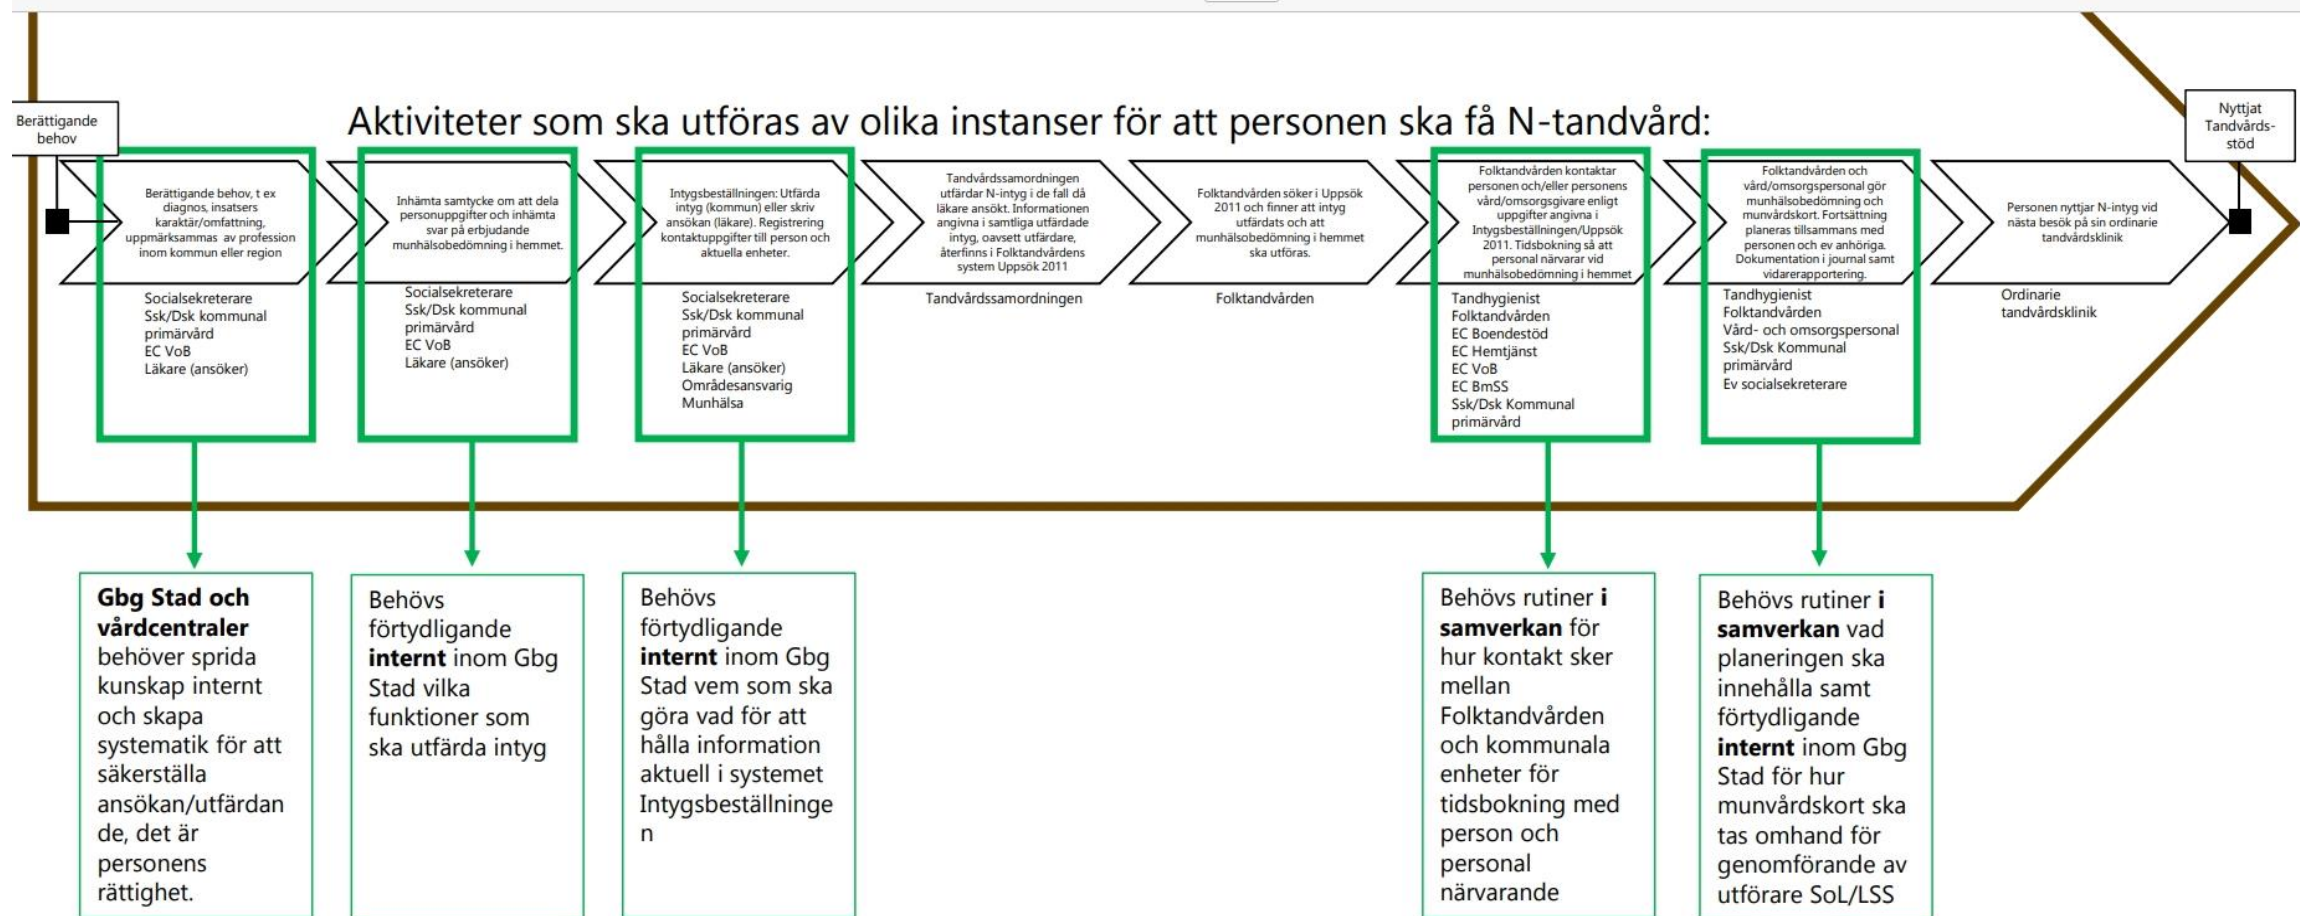 Berättigande
behov
Aktiviteter som ska utföras av olika instanser för att personen ska få N-tandvård:
Nyttjat
Tandvårds-
stöd
Berättigande behov, t ex
diagnos, insatsers
karaktär/omfattning,
uppmärksammas av profession
inom kommun eller region
Socialsekreterare
Ssk/Dsk kommunal
primärvård
EC VoB
Läkare (ansöker)
Inhämta samtycke om att dela
personuppgifter och inhämta
svar på erbjudande
munhälsobedömning i hemmet.
Socialsekreterare
Ssk/Dsk kommunal
primärvård
EC VoB
Läkare (ansöker)
Intygsbeställningen: Utfärda
intyg (kommun) eller skriv
ansökan (läkare). Registrering
kontaktuppgifter till person och
aktuella enheter.
Socialsekreterare
Ssk/Dsk kommunal
primärvård
EC VoB
Läkare (ansöker)
Områdesansvarig
Munhälsa
Tandvårdssamordningen
utfärdar N-intyg i de fall då
läkare ansökt. Informationen
angivna i samtliga utfärdade
intyg, oavsett utfärdare,
återfinns i Folktandvårdens
system Uppsök 2011
Tandvårdssamordningen
Folktandvården söker i Uppsök
2011 och finner att intyg
utfärdats och att
munhälsobedömning i hemmet
ska utföras.
Folktandvården
Folktandvården kontaktar
personen och/eller personens
vård/omsorgsgivare enligt
uppgifter angivna i
Intygsbeställningen/Uppsök
2011. Tidsbokning så att
personal närvarar vid
munhälsobedömning i hemmet
Tandhygienist
Folktandvården
EC Boendestöd
EC Hemtjänst
EC VoB
EC BmSS
Ssk/Dsk Kommunal
primärvård
Folktandvården och
vård/omsorgspersonal gör
munhälsobedömning och
munvårdskort. Fortsättning
planeras tillsammans med
personen och ev anhöriga.
Dokumentation i journal samt
vidarerapportering.
Tandhygienist
Folktandvården
Vård- och omsorgspersonal
Ssk/Dsk Kommunal
primärvård
Ev socialsekreterare
Personen nyttjar N-intyg vid
nästa besök på sin ordinarie
tandvårdsklinik
Ordinarie
tandvårdsklinik
Gbg Stad och
vårdcentraler
behöver sprida
kunskap internt
och skapa
systematik för att
säkerställa
ansökan/utfärdan
de, det är
personens
rättighet.
Behövs
förtydligande
internt inom Gbg
Stad vilka
funktioner som
ska utfärda intyg
Behövs
förtydligande
internt inom Gbg
Stad vem som ska
göra vad för att
hålla information
aktuell i systemet
Intygsbeställninge
n
Behövs rutiner i
samverkan för
hur kontakt sker
mellan
Folktandvården
och kommunala
enheter för
tidsbokning med
person och
personal
närvarande
Behövs rutiner i
samverkan vad
planeringen ska
innehålla samt
förtydligande
internt inom Gbg
Stad för hur
munvårdskort ska
tas omhand för
genomförande av
utförare SoL/LSS